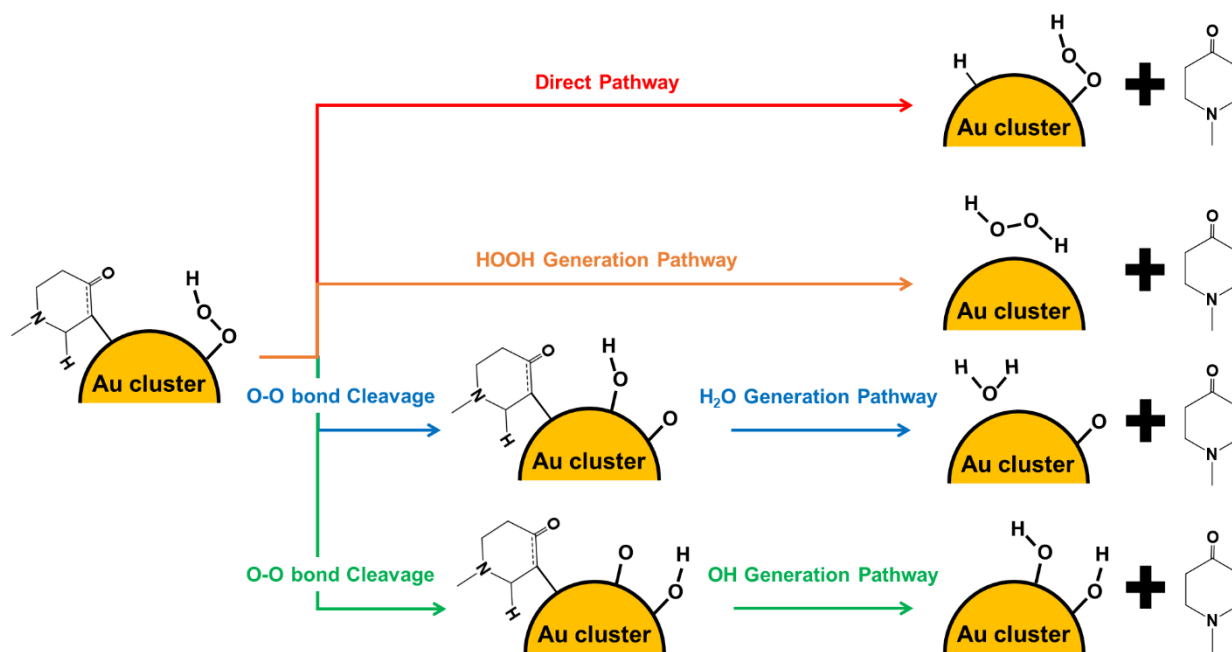 H
H
O
O
O
Direct Pathway
Au cluster
N
H
O
H
O
O
HOOH Generation Pathway
H
O
H
O
N
H
O
Au cluster
N
O
Au cluster
H
O
H
H
H
O
O
O-O bond Cleavage
N
O
H₂O Generation Pathway
O
H
Au cluster
Au cluster
N
O
H
O
H
H
O
O
O
O-O bond Cleavage
N
O
OH Generation Pathway
O
H
Au cluster
Au cluster
N